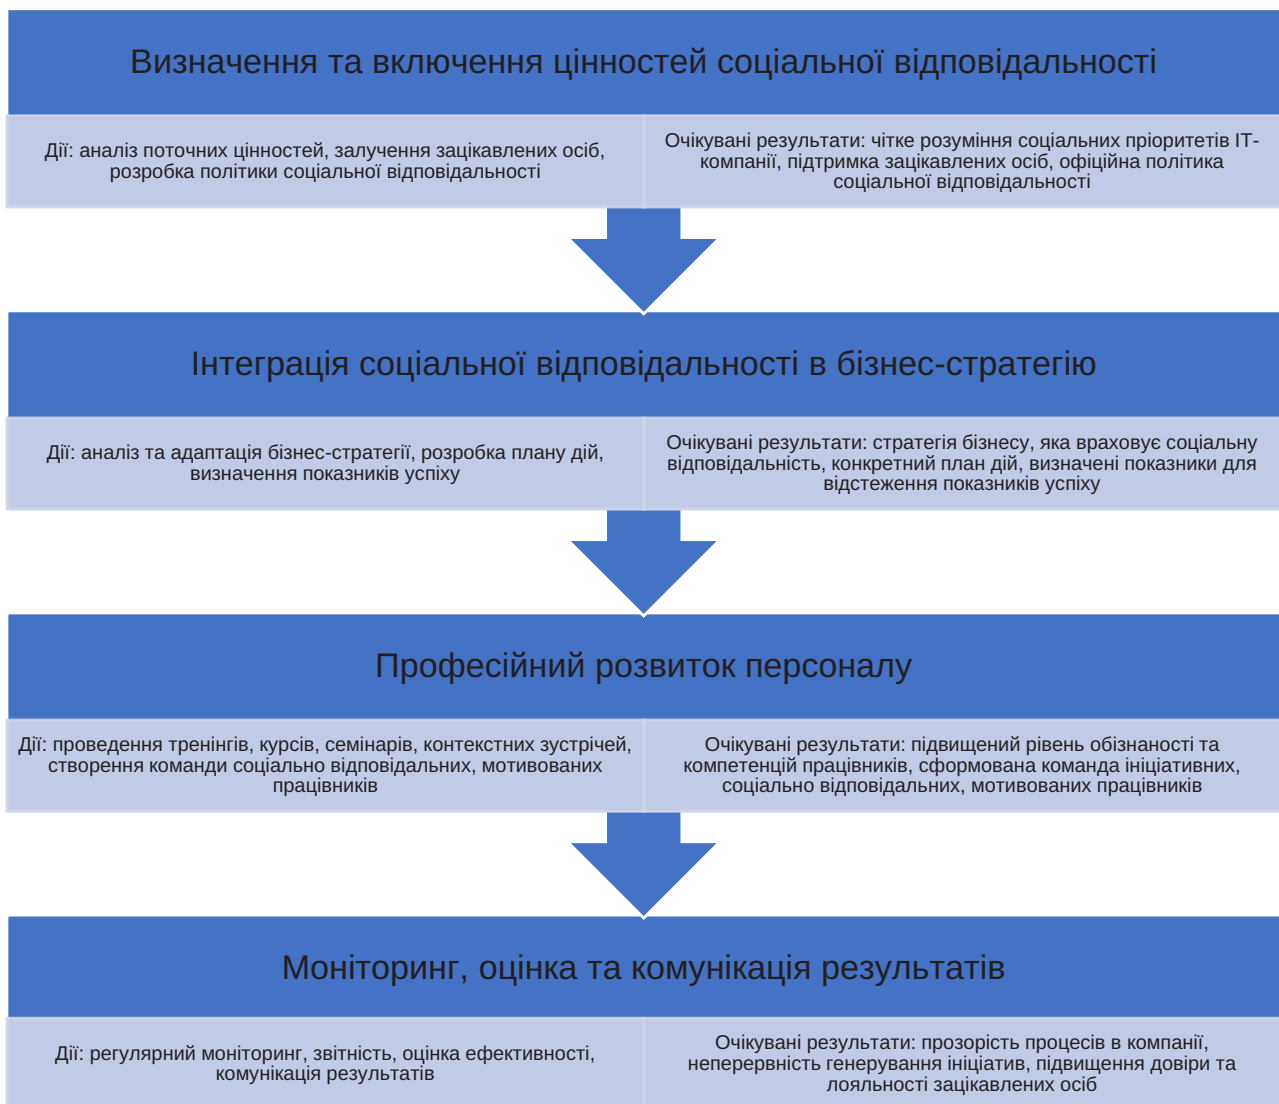 Визначення та включення цінностей соціальної відповідальності
Дії: аналіз поточних цінностей, залучення зацікавлених осіб,
розробка політики соціальної відповідальності
Очікувані результати: чітке розуміння соціальних пріоритетів ІТ-
компанії, підтримка зацікавлених осіб, офіційна політика
соціальної відповідальності
Інтеграція соціальної відповідальності в бізнес-стратегію
Дії: аналіз та адаптація бізнес-стратегії, розробка плану дій,
визначення показників успіху
Очікувані результати: стратегія бізнесу, яка враховує соціальну
відповідальність, конкретний план дій, визначені показники для
відстеження показників успіху
Професійний розвиток персоналу
Дії: проведення тренінгів, курсів, семінарів, контекстних зустрічей,
створення команди соціально відповідальних, мотивованих
працівників
Очікувані результати: підвищений рівень обізнаності та
компетенцій працівників, сформована команда ініціативних,
соціально відповідальних, мотивованих працівників
Моніторинг, оцінка та комунікація результатів
Дії: регулярний моніторинг, звітність, оцінка ефективності,
комунікація результатів
Очікувані результати: прозорість процесів в компанії,
неперервність генерування ініціатив, підвищення довіри та
лояльності зацікавлених осіб